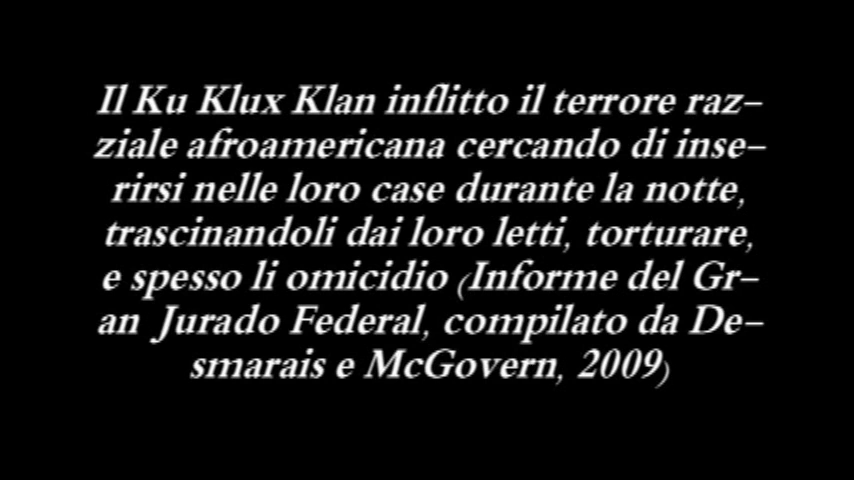 Il Ku Klux Klan inflitto il terrore raz-
ziale afroamericana cercando di inse-
rirsi nelle loro case durante la notte,
trascinandoli dai loro letti, torturare,
e spesso li omicidio (Informe del Gr-
an Jurado Federal, compilato da De-
smarais e McGovern, 2009)